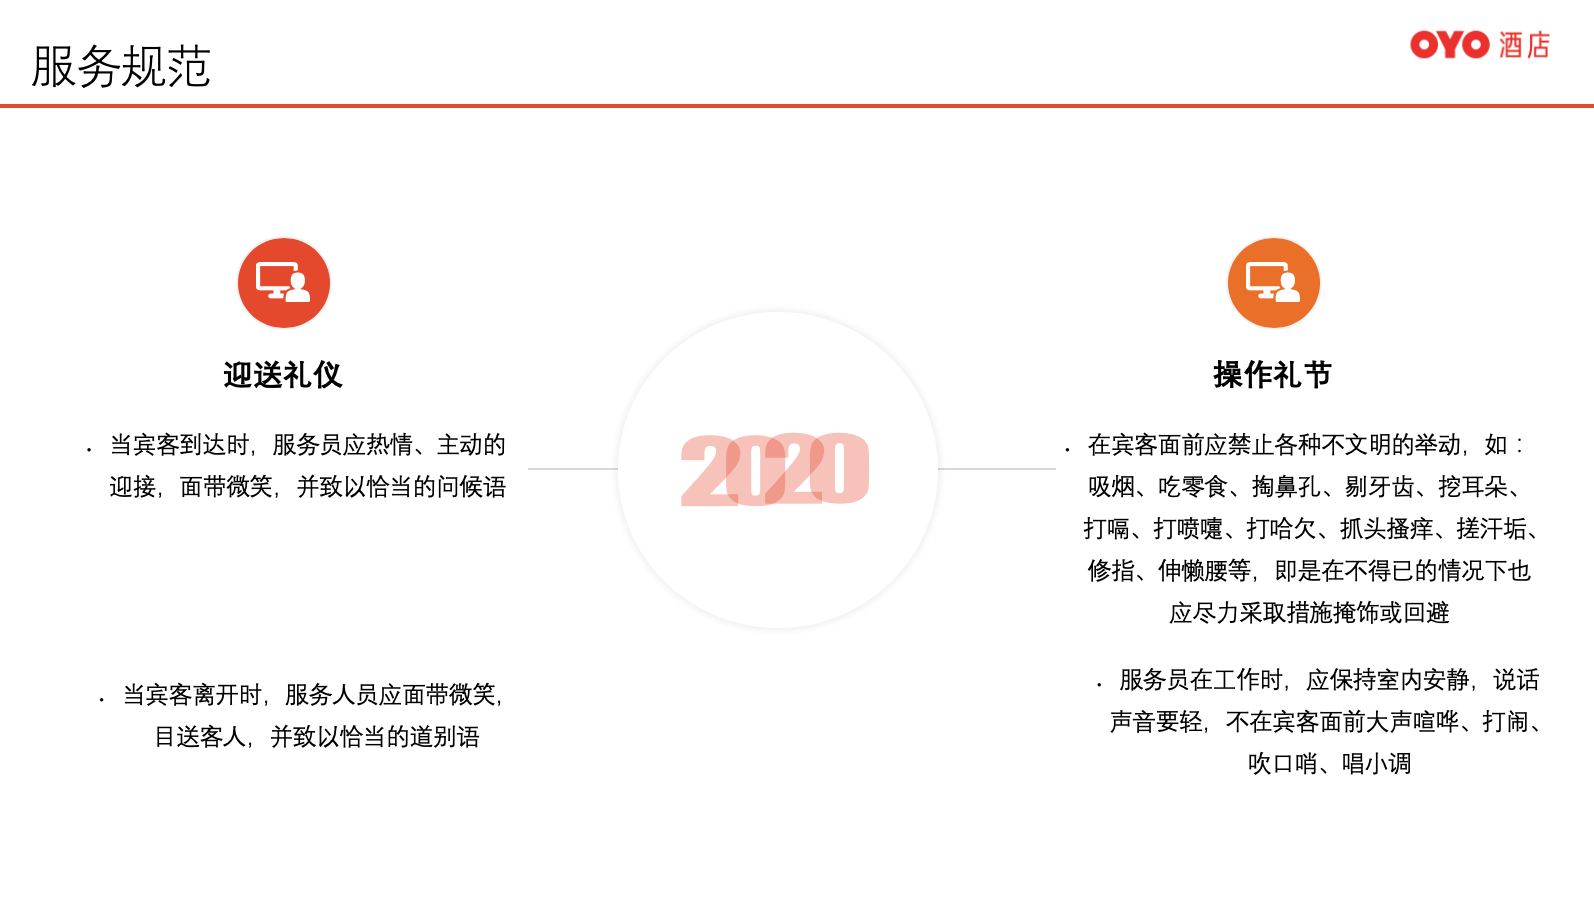 服务规范
OYO 酒店
迎送礼仪
· 当宾客到达时，服务员应热情、主动的
迎接，面带微笑，并致以恰当的问候语
· 当宾客离开时，服务人员应面带微笑，
目送客人，并致以恰当的道别语
2020
操作礼节
· 在宾客面前应禁止各种不文明的举动，如：
吸烟、吃零食、掏鼻孔、剔牙齿、挖耳朵、
打嗝、打喷嚏、打哈欠、抓头搔痒、搓汗垢、
修指、伸懒腰等，即是在不得已的情况下也
应尽力采取措施掩饰或回避
· 服务员在工作时，应保持室内安静，说话
声音要轻，不在宾客面前大声喧哗、打闹、
吹口哨、唱小调